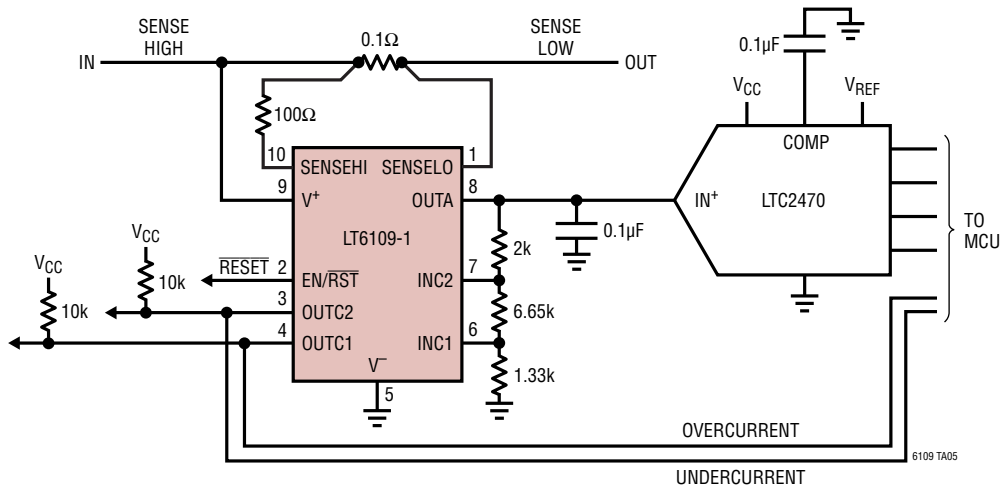 SENSE
HIGH
0.1Ω
SENSE
LOW
IN
OUT
0.1µF
100Ω
VCC
VREF
COMP
10
SENSEHI
SENSELO
1
9
V+
OUTA
8
IN+
LTC2470
LT6109-1
0.1µF
TO
MCU
VCC
2k
RESET
2
EN/RST
INC2
7
VCC
10k
3
OUTC2
6.65k
10k
4
OUTC1
INC1
6
V–
1.33k
5
OVERCURRENT
6109 TA05
UNDERCURRENT